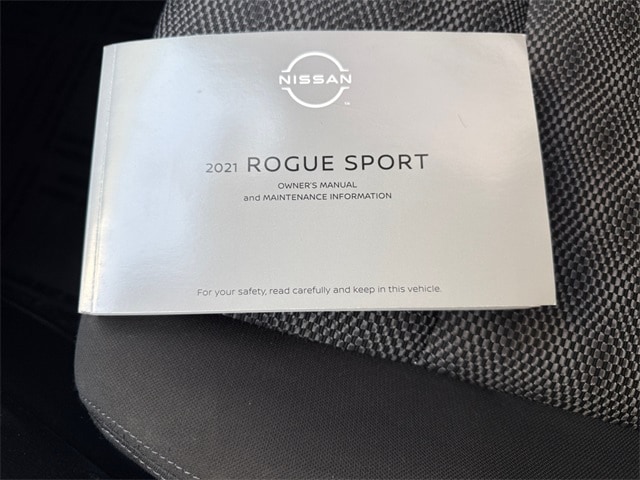 NISSAN
TM
2021 ROGUE SPORT
OWNER'S MANUAL
and MAINTENANCE INFORMATION
For your safety, read carefully and keep in this vehicle.